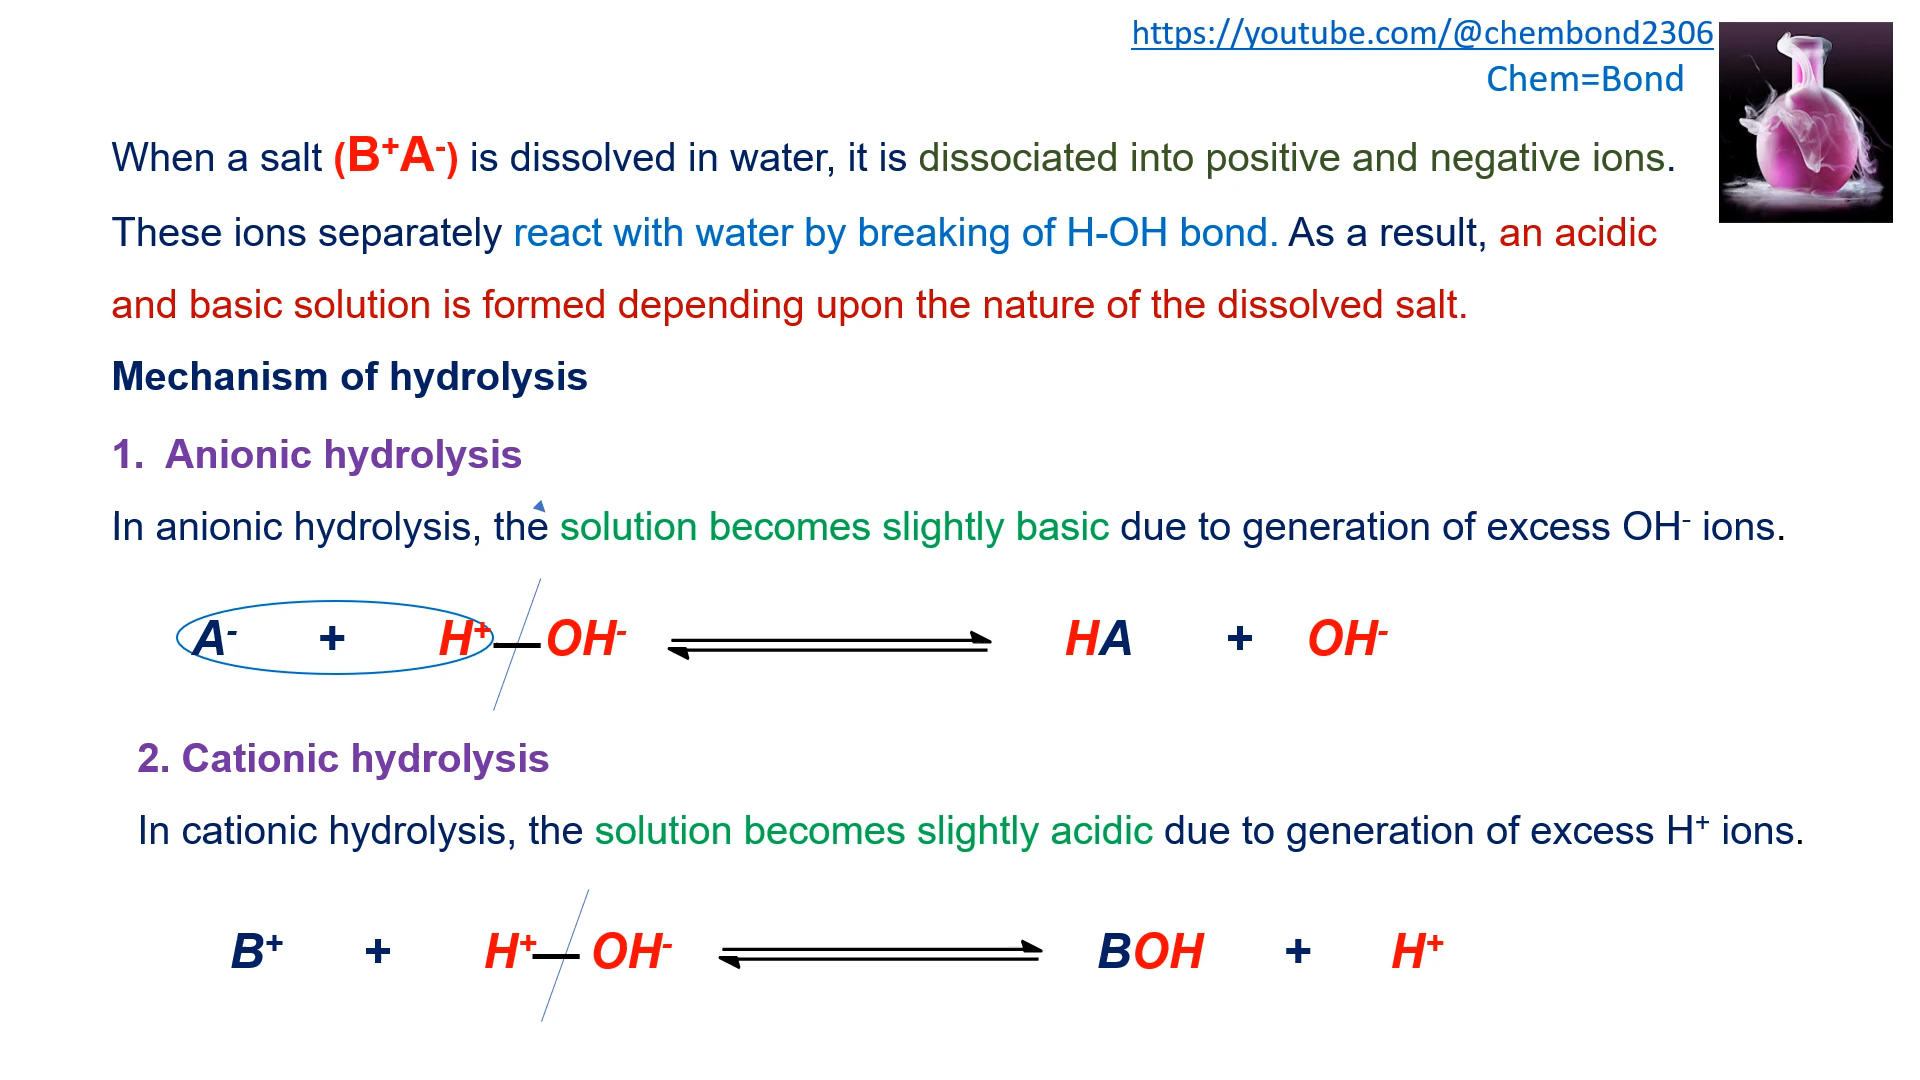 https://youtube.com/@chembond2306
Chem=Bond
When a salt (B⁺A⁻) is dissolved in water, it is dissociated into positive and negative ions.
These ions separately react with water by breaking of H-OH bond. As a result, an acidic
and basic solution is formed depending upon the nature of the dissolved salt.
Mechanism of hydrolysis
1. Anionic hydrolysis
In anionic hydrolysis, the solution becomes slightly basic due to generation of excess OH⁻ ions.
A⁻ + H⁺—OH⁻ ⇌ HA + OH⁻
2. Cationic hydrolysis
In cationic hydrolysis, the solution becomes slightly acidic due to generation of excess H⁺ ions.
B⁺ + H⁺—OH⁻ ⇌ BOH + H⁺